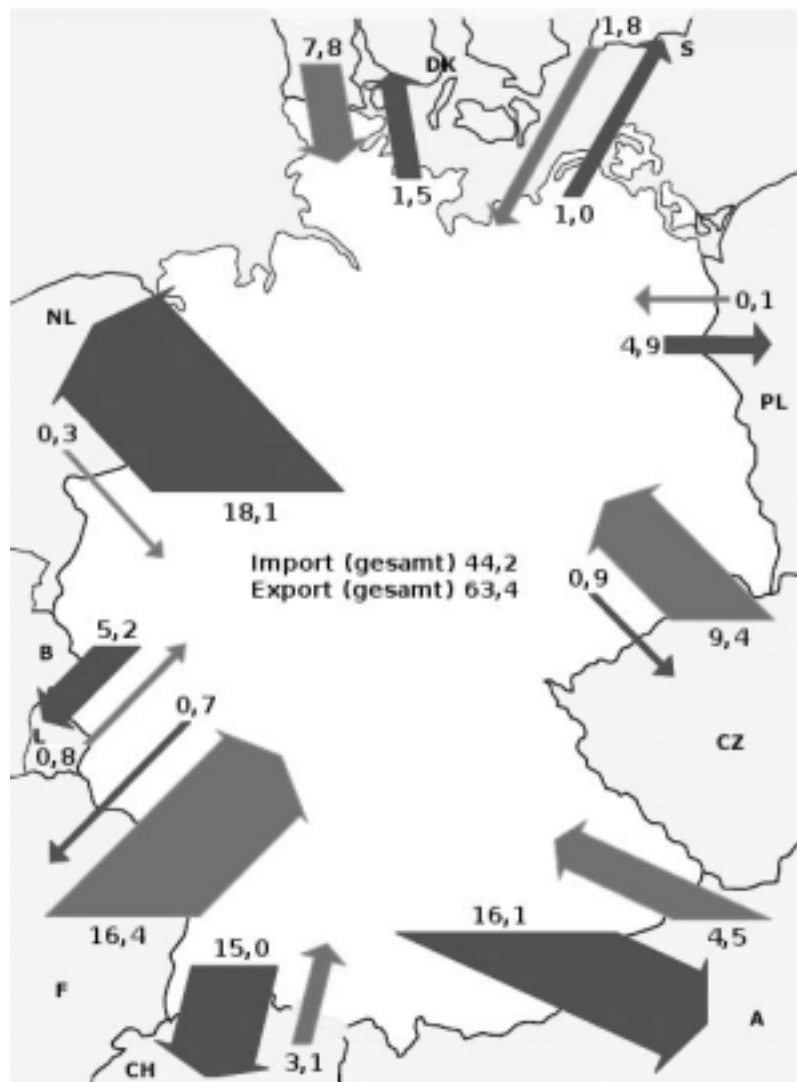 1,8
7,8
DK
S
1,5
1,0
0,1
NL
4,9
PL
0,3
18,1
Import (gesamt) 44,2
Export (gesamt) 63,4
0,9
5,2
9,4
B
0,7
L
0,8
CZ
16,4
15,0
16,1
4,5
F
A
CH
3,1